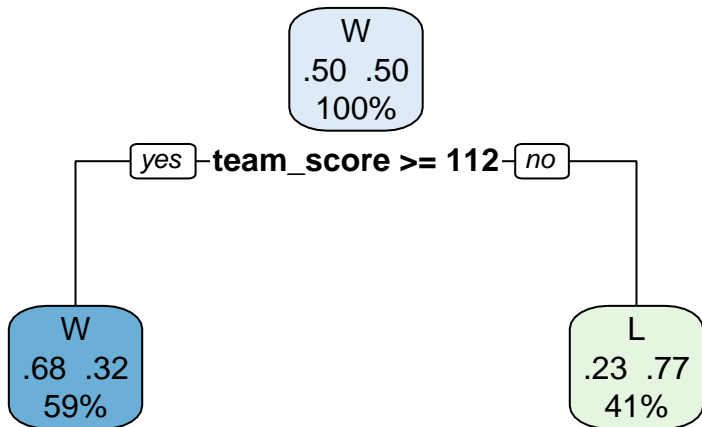 W
.50 .50
100%
yes team_score >= 112 no
W
.68 .32
59%
L
.23 .77
41%